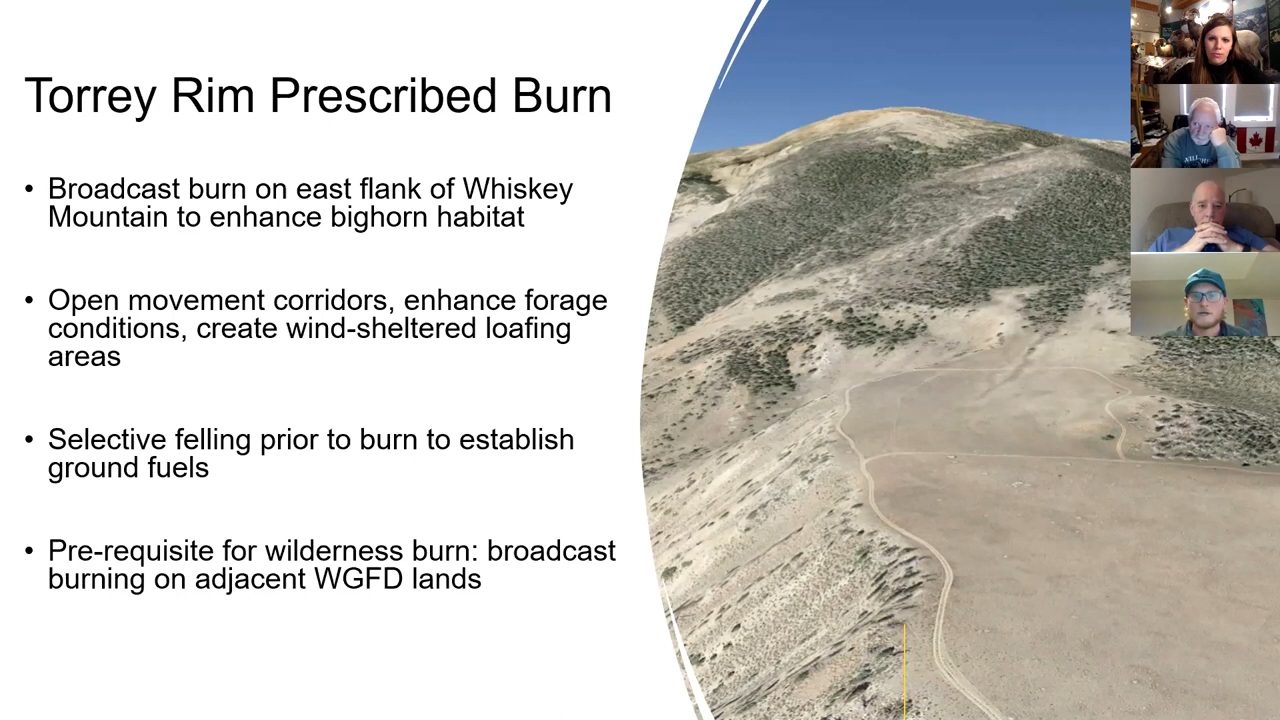 Torrey Rim Prescribed Burn
• Broadcast burn on east flank of Whiskey
Mountain to enhance bighorn habitat
• Open movement corridors, enhance forage
conditions, create wind-sheltered loafing
areas
• Selective felling prior to burn to establish
ground fuels
• Pre-requisite for wilderness burn: broadcast
burning on adjacent WGFD lands